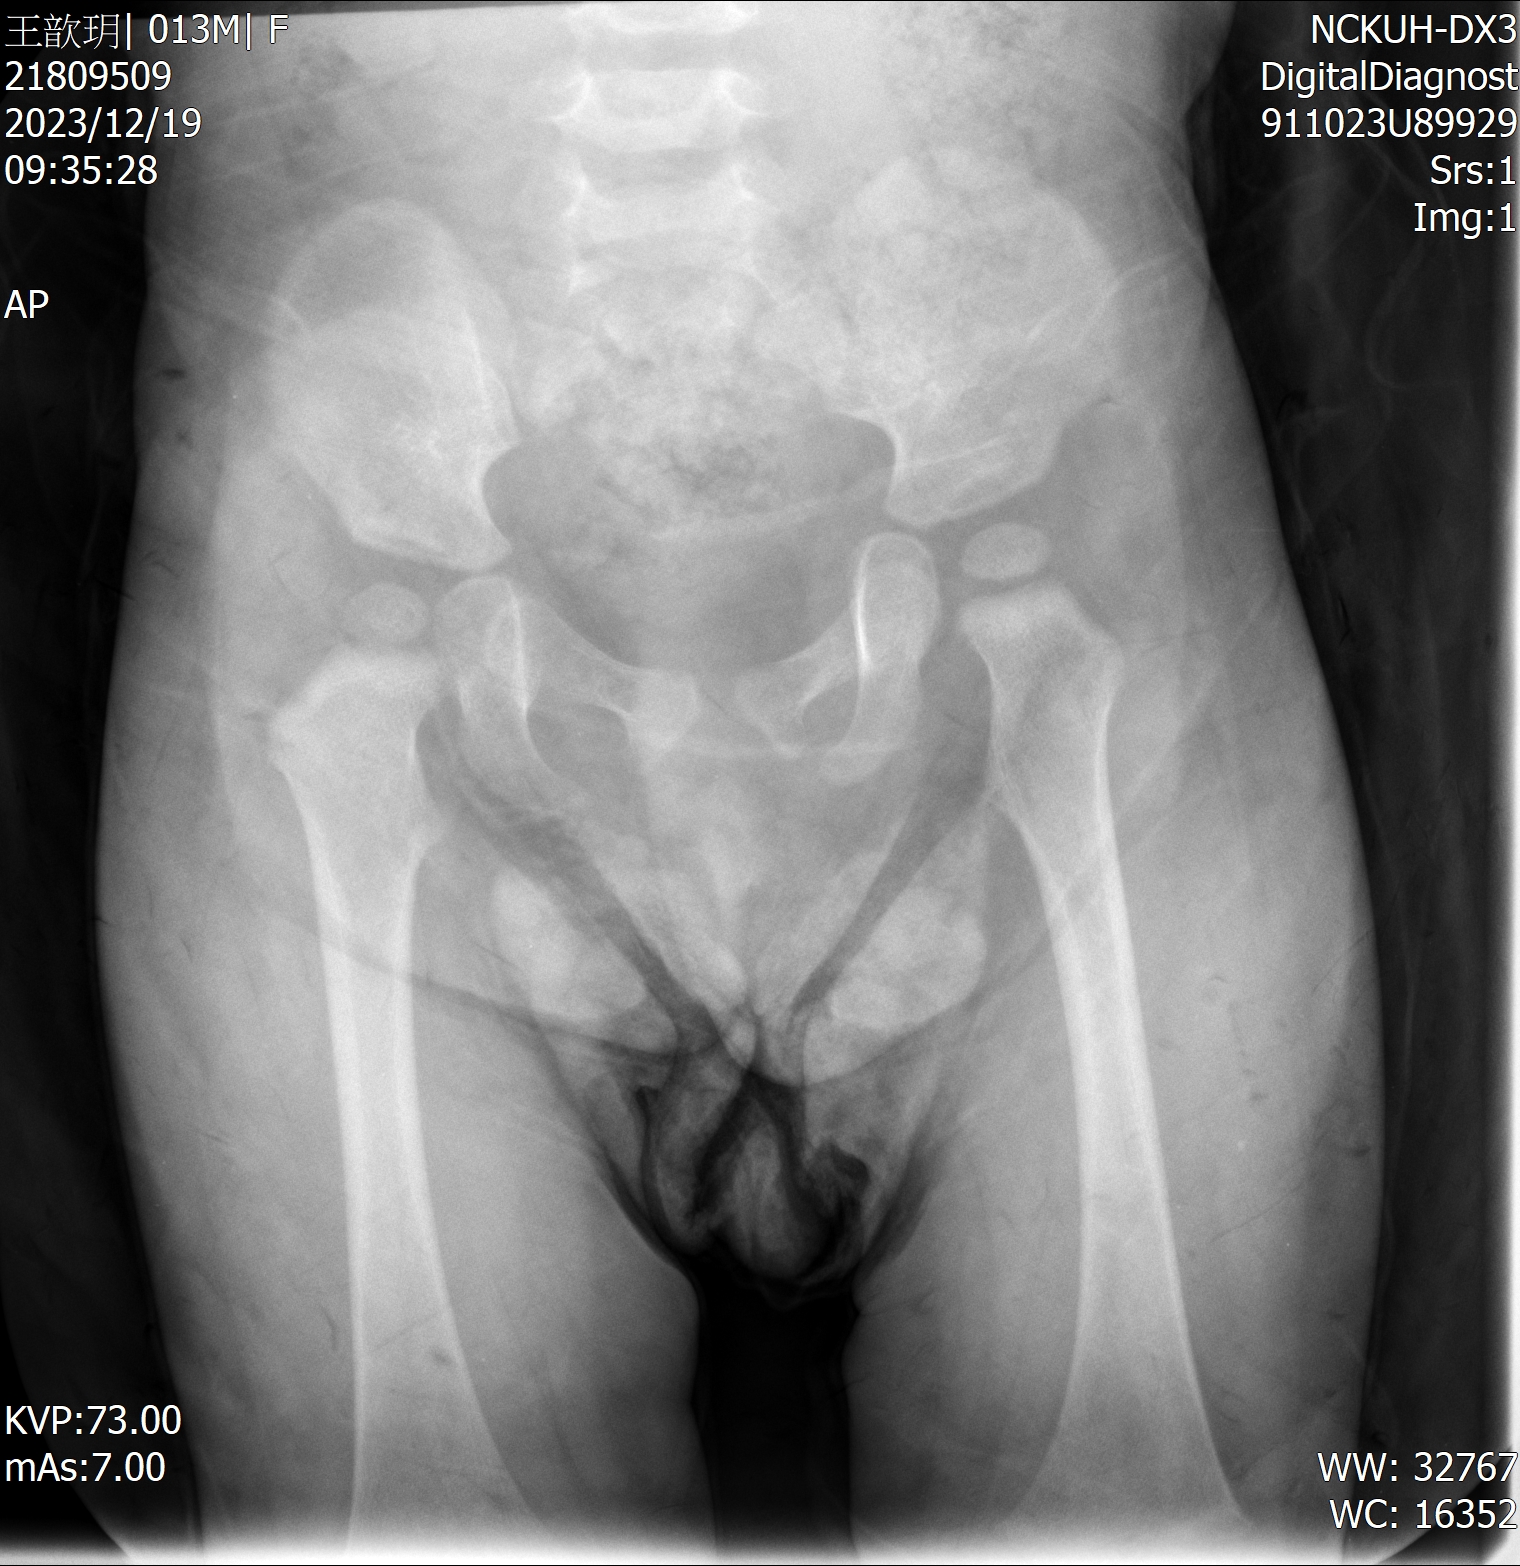 王歆玥| 013M| F
21809509
2023/12/19
09:35:28
AP
NCKUH-DX3
DigitalDiagnost
911023U89929
Srs:1
Img:1
KVP:73.00
mAs:7.00
WW: 32767
WC: 16352